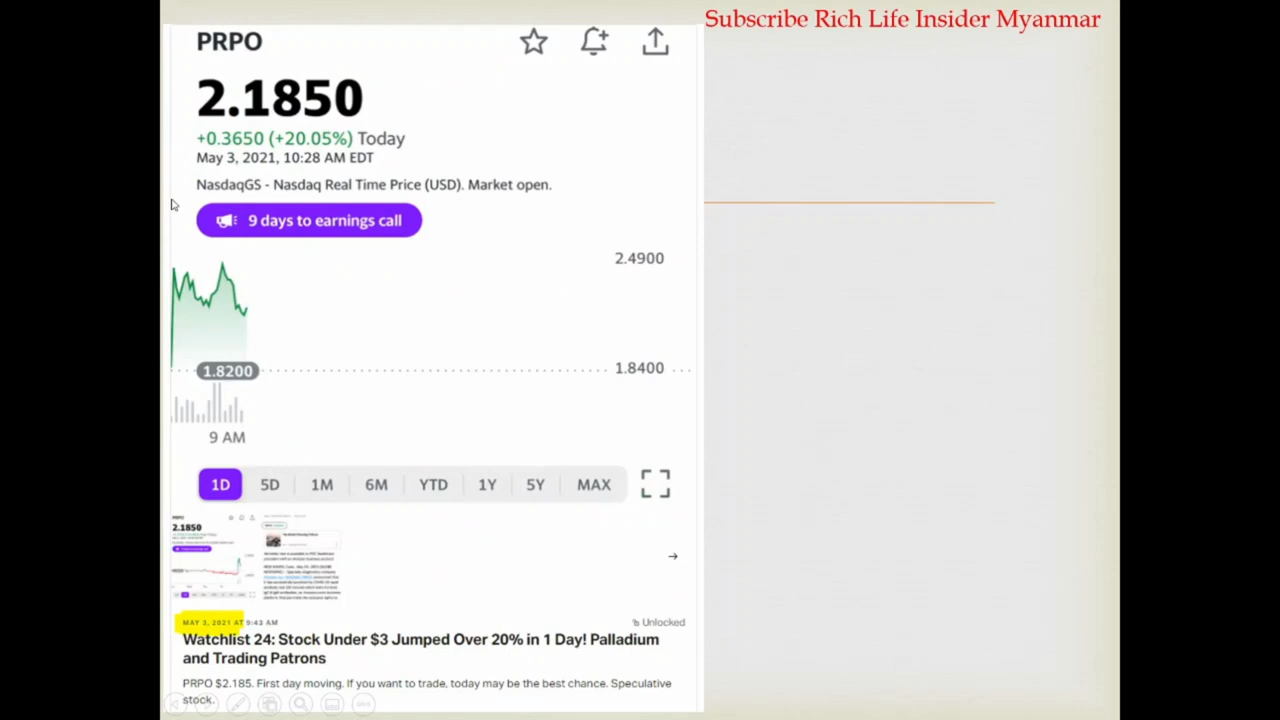 Subscribe Rich Life Insider Myanmar
PRPO
2.1850
+0.3650 (+20.05%) Today
May 3, 2021, 10:28 AM EDT
NasdaqGS - Nasdaq Real Time Price (USD). Market open.
9 days to earnings call
2.4900
1.8200
1.8400
9 AM
1D 5D 1M 6M YTD 1Y 5Y MAX
PRPO
2.1850
MAY 3, 2021 AT 9:43 AM
Unlocked
Watchlist 24: Stock Under $3 Jumped Over 20% in 1 Day! Palladium
and Trading Patrons
PRPO $2.185. First day moving. If you want to trade, today may be the best chance. Speculative
stock.